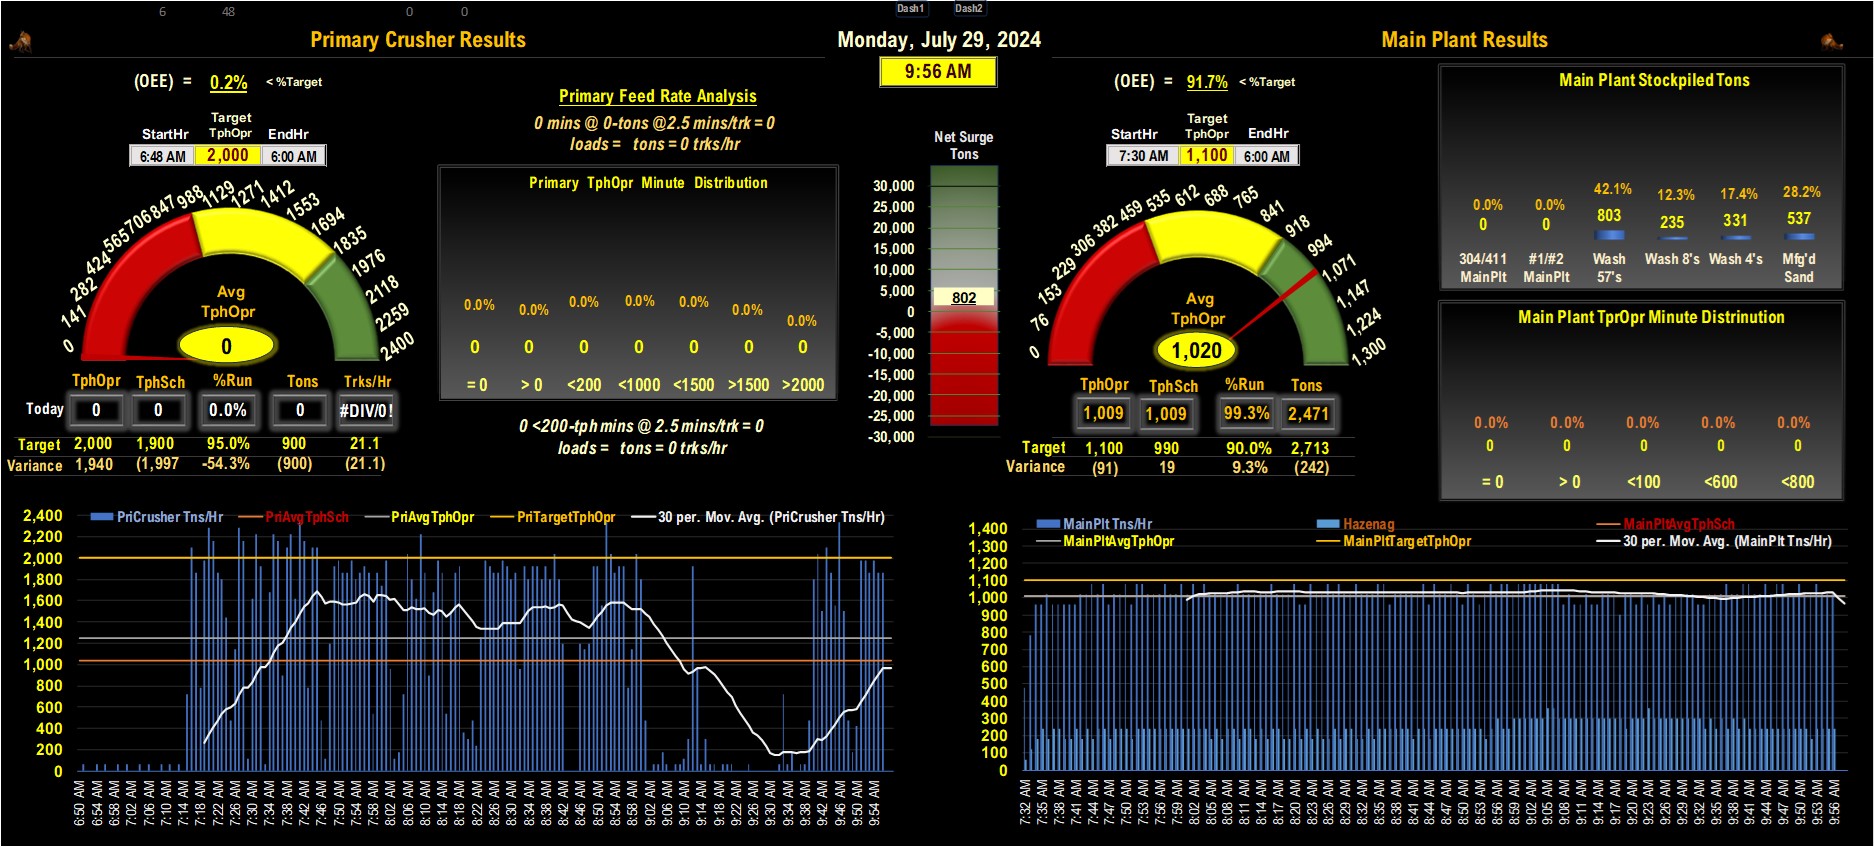 6 48 0 0 Dash1 Dash2
Primary Crusher Results
Monday, July 29, 2024
Main Plant Results
9:56 AM
(OEE) = 0.2% < %Target
StartHr Target TphOpr EndHr
6:48 AM 2,000 6:00 AM
0 141 282 424 565 706 847 988 1129 1271 1412 1553 1694 1835 1976 2118 2259 2400
Avg
TphOpr
0
TphOpr TphSch %Run Tons Trks/Hr
Today 0 0 0.0% 0 #DIV/0!
Target 2,000 1,900 95.0% 900 21.1
Variance 1,940 (1,997 -54.3% (900) (21.1)
Primary Feed Rate Analysis
0 mins @ 0-tons @2.5 mins/trk = 0
loads = tons = 0 trks/hr
Primary TphOpr Minute Distribution
0.0% 0.0% 0.0% 0.0% 0.0% 0.0% 0.0%
0 0 0 0 0 0 0
= 0 > 0 <200 <1000 <1500 >1500 >2000
0 <200-tph mins @ 2.5 mins/trk = 0
loads = tons = 0 trks/hr
Net Surge
Tons
30,000
25,000
20,000
15,000
10,000
5,000
802
0
-5,000
-10,000
-15,000
-20,000
-25,000
-30,000
(OEE) = 91.7% < %Target
StartHr Target TphOpr EndHr
7:30 AM 1,100 6:00 AM
0 76 153 229 306 382 459 535 612 688 765 841 918 994 1,071 1,147 1,224 1,300
Avg
TphOpr
1,020
TphOpr TphSch %Run Tons
1,009 1,009 99.3% 2,471
Target 1,100 990 90.0% 2,713
Variance (91) 19 9.3% (242)
Main Plant Stockpiled Tons
0.0% 0.0% 42.1% 12.3% 17.4% 28.2%
0 0 803 235 331 537
304/411 #1/#2 Wash Wash 8's Wash 4's Mfg'd
MainPlt MainPlt 57's Sand
Main Plant TprOpr Minute Distrinution
0.0% 0.0% 0.0% 0.0% 0.0%
0 0 0 0 0
= 0 > 0 <100 <600 <800
PriCrusher Tns/Hr PriAvgTphSch PriAvgTphOpr PriTargetTphOpr 30 per. Mov. Avg. (PriCrusher Tns/Hr)
2,400
2,200
2,000
1,800
1,600
1,400
1,200
1,000
800
600
400
200
0
6:50 AM 6:54 AM 6:58 AM 7:02 AM 7:06 AM 7:10 AM 7:14 AM 7:18 AM 7:22 AM 7:26 AM 7:30 AM 7:34 AM 7:38 AM 7:42 AM 7:46 AM 7:50 AM 7:54 AM 7:58 AM 8:02 AM 8:06 AM 8:10 AM 8:14 AM 8:18 AM 8:22 AM 8:26 AM 8:30 AM 8:34 AM 8:38 AM 8:42 AM 8:46 AM 8:50 AM 8:54 AM 8:58 AM 9:02 AM 9:06 AM 9:10 AM 9:14 AM 9:18 AM 9:22 AM 9:26 AM 9:30 AM 9:34 AM 9:38 AM 9:42 AM 9:46 AM 9:50 AM 9:54 AM
MainPlt Tns/Hr Hazenag MainPltAvgTphSch
MainPltAvgTphOpr MainPltTargetTphOpr 30 per. Mov. Avg. (MainPlt Tns/Hr)
1,400
1,300
1,200
1,100
1,000
900
800
700
600
500
400
300
200
100
0
7:32 AM 7:35 AM 7:38 AM 7:41 AM 7:44 AM 7:47 AM 7:50 AM 7:53 AM 7:56 AM 7:59 AM 8:02 AM 8:05 AM 8:08 AM 8:11 AM 8:14 AM 8:17 AM 8:20 AM 8:23 AM 8:26 AM 8:29 AM 8:32 AM 8:35 AM 8:38 AM 8:41 AM 8:44 AM 8:47 AM 8:50 AM 8:53 AM 8:56 AM 8:59 AM 9:02 AM 9:05 AM 9:08 AM 9:11 AM 9:14 AM 9:17 AM 9:20 AM 9:23 AM 9:26 AM 9:29 AM 9:32 AM 9:35 AM 9:38 AM 9:41 AM 9:44 AM 9:47 AM 9:50 AM 9:53 AM 9:56 AM